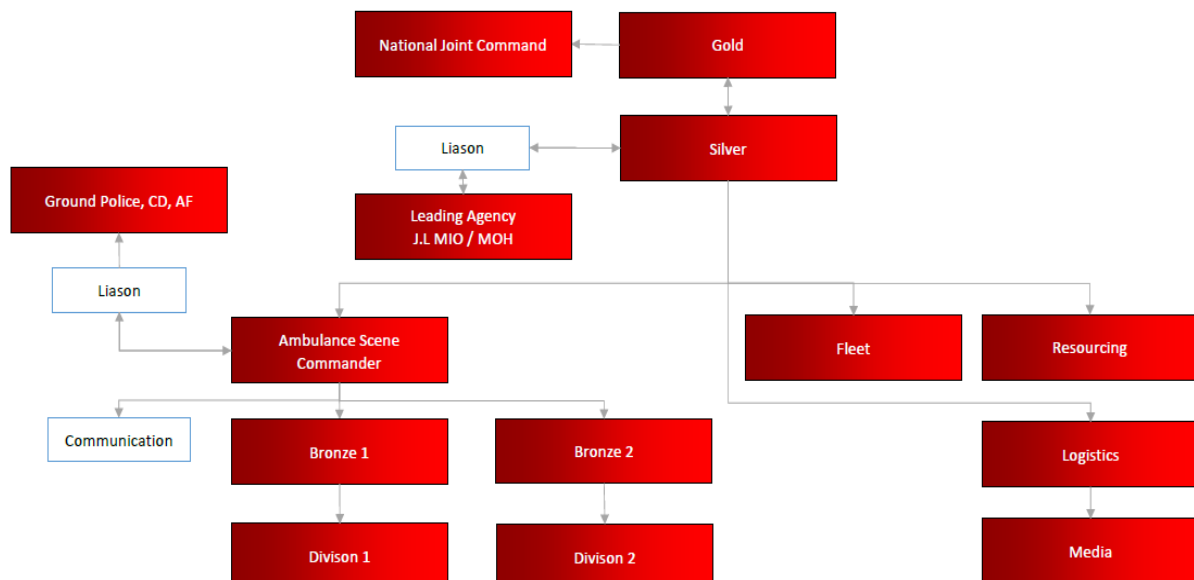 National Joint Command
Gold
Liason
Silver
Ground Police, CD, AF
Leading Agency
J.L MIO / MOH
Liason
Ambulance Scene
Commander
Fleet
Resourcing
Communication
Bronze 1
Bronze 2
Logistics
Divison 1
Divison 2
Media